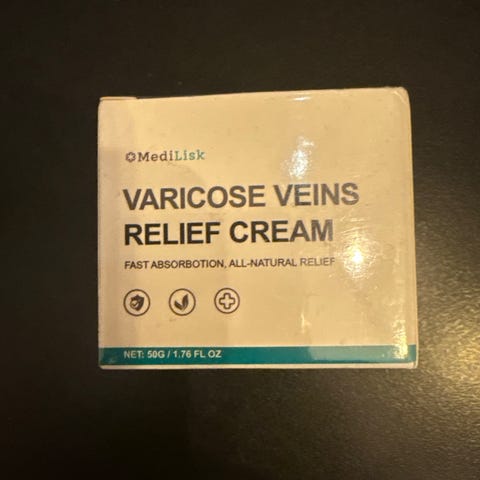 MediLisk
VARICOSE VEINS
RELIEF CREAM
FAST ABSORBOTION, ALL-NATURAL RELIEF
NET: 50G / 1.76 FL OZ